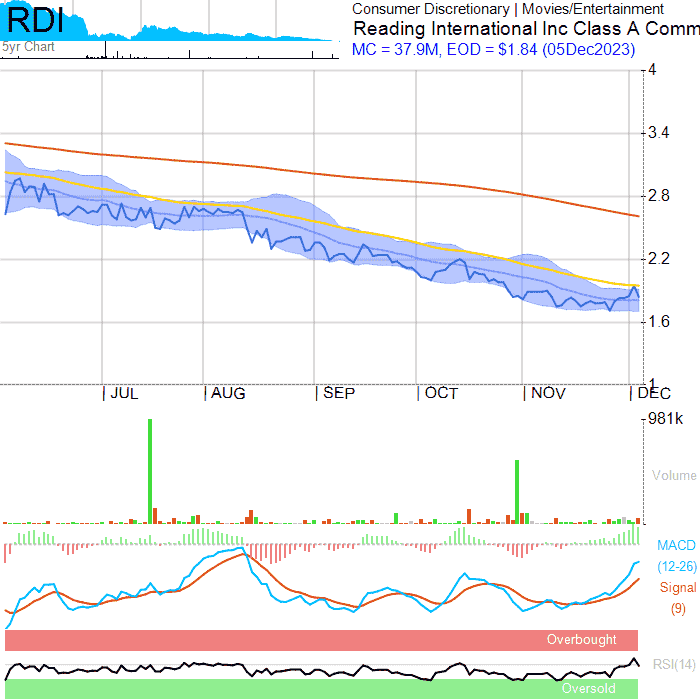 RDI
5yr Chart
Consumer Discretionary | Movies/Entertainment
Reading International Inc Class A Comm
MC = 37.9M, EOD = $1.84 (05Dec2023)
4
3.4
2.8
2.2
1.6
1
JUL AUG SEP OCT NOV DEC
981k
Volume
MACD
(12-26)
Signal
(9)
Overbought
RSI(14)
Oversold